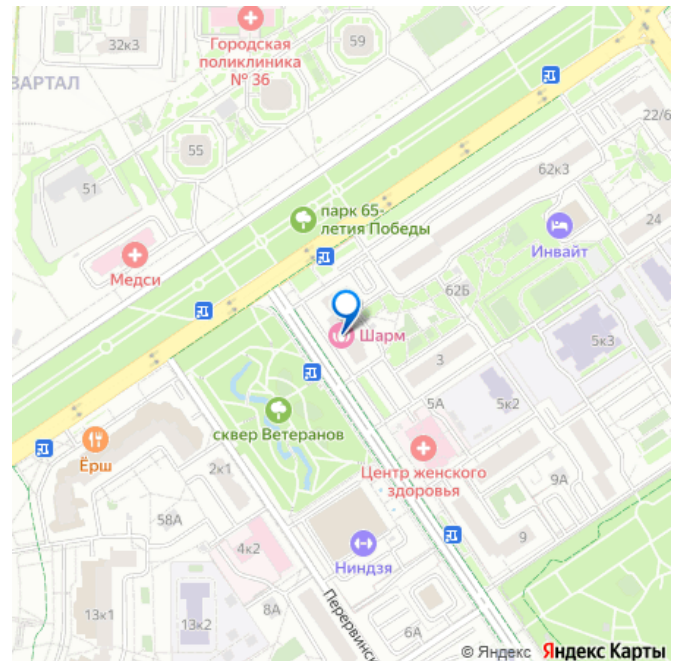 32к3
Городская
поликлиника
№ 36
59
ВАРТАЛ
55
51
22/6
62к3
парк 65-
летия Победы
24
Инвайт
Медси
62Б
Шарм
5к3
3
5А
5к2
сквер Ветеранов
Ёрш
2к1
Центр женского
здоровья
9А
58А
9
4к2
Ниндзя
13к1
13к2
8А
Перервинск
6А
© Яндекс Яндекс Карты